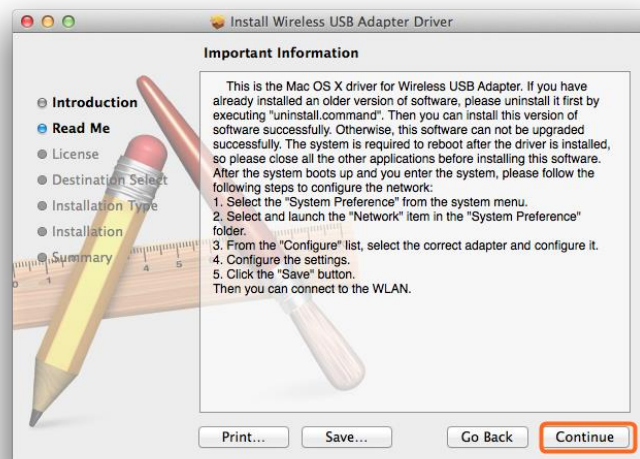 Install Wireless USB Adapter Driver
Important Information
Introduction
Read Me
License
Destination Select
Installation Type
Installation
Summary
This is the Mac OS X driver for Wireless USB Adapter. If you have
already installed an older version of software, please uninstall it first by
executing "uninstall.command". Then you can install this version of
software successfully. Otherwise, this software can not be upgraded
successfully. The system is required to reboot after the driver is installed,
so please close all the other applications before installing this software.
After the system boots up and you enter the system, please follow the
following steps to configure the network:
1. Select the "System Preference" from the system menu.
2. Select and launch the "Network" item in the "System Preference"
folder.
3. From the "Configure" list, select the correct adapter and configure it.
4. Configure the settings.
5. Click the "Save" button.
Then you can connect to the WLAN.
0 1 4 5
Print... Save... Go Back Continue